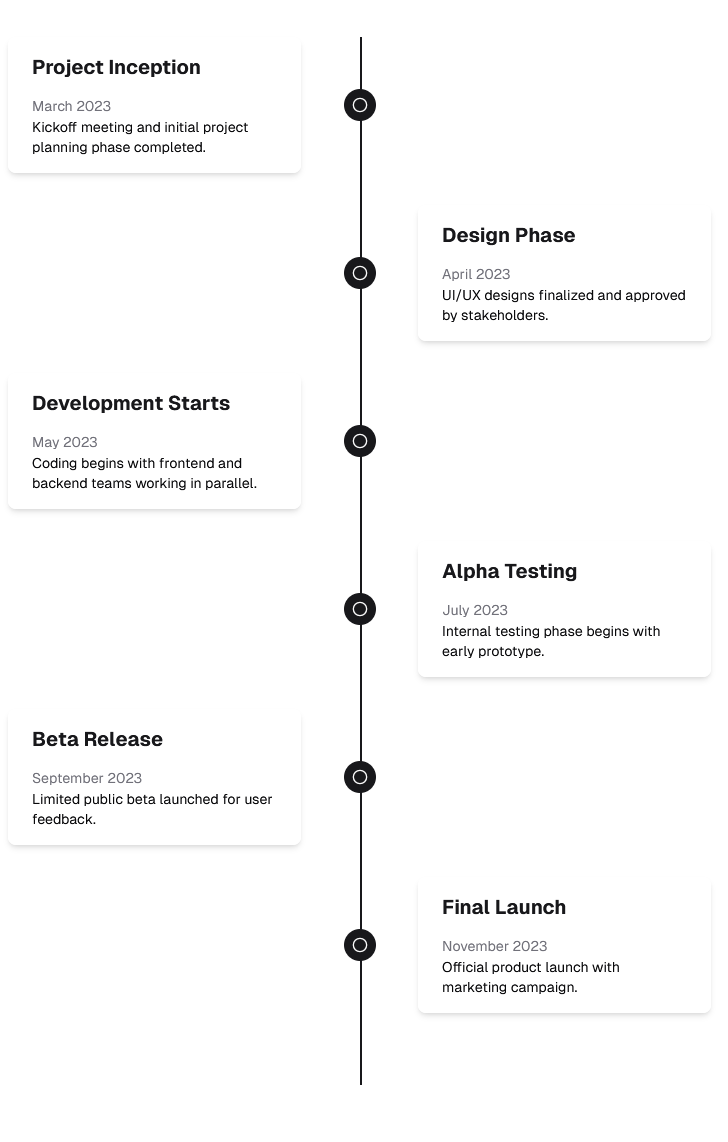 Project Inception
March 2023
Kickoff meeting and initial project
planning phase completed.
Design Phase
April 2023
UI/UX designs finalized and approved
by stakeholders.
Development Starts
May 2023
Coding begins with frontend and
backend teams working in parallel.
Alpha Testing
July 2023
Internal testing phase begins with
early prototype.
Beta Release
September 2023
Limited public beta launched for user
feedback.
Final Launch
November 2023
Official product launch with
marketing campaign.